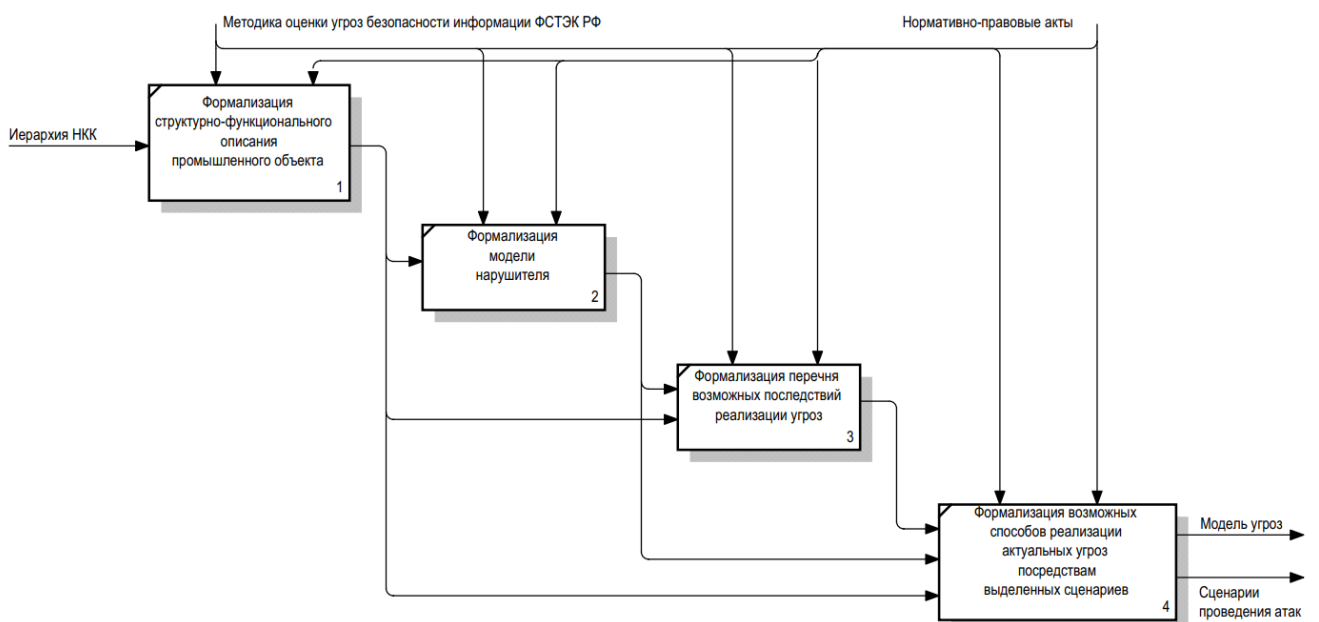 Методика оценки угроз безопасности информации ФСТЭК РФ
Нормативно-правовые акты
Иерархия НКК
Формализация
структурно-функционального
описания
промышленного объекта
1
Формализация
модели
нарушителя
2
Формализация перечня
возможных последствий
реализации угроз
3
Формализация возможных
способов реализации
актуальных угроз
посредствам
выделенных сценариев
4
Модель угроз
Сценарии
проведения атак